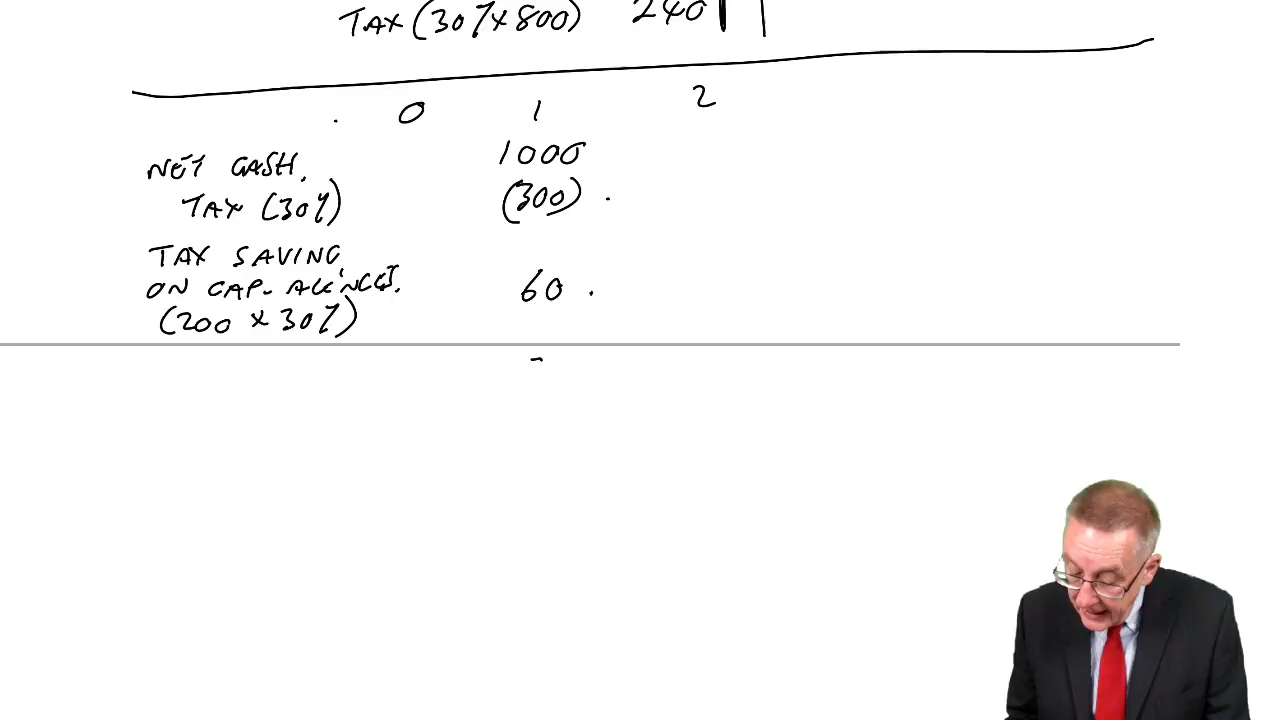 TAX (30% x 800) 240
0 1 2
NET CASH. 1000
TAX (30%) (300)
TAX SAVING
ON CAP. ALL'NCES. 60
(200 x 30%)